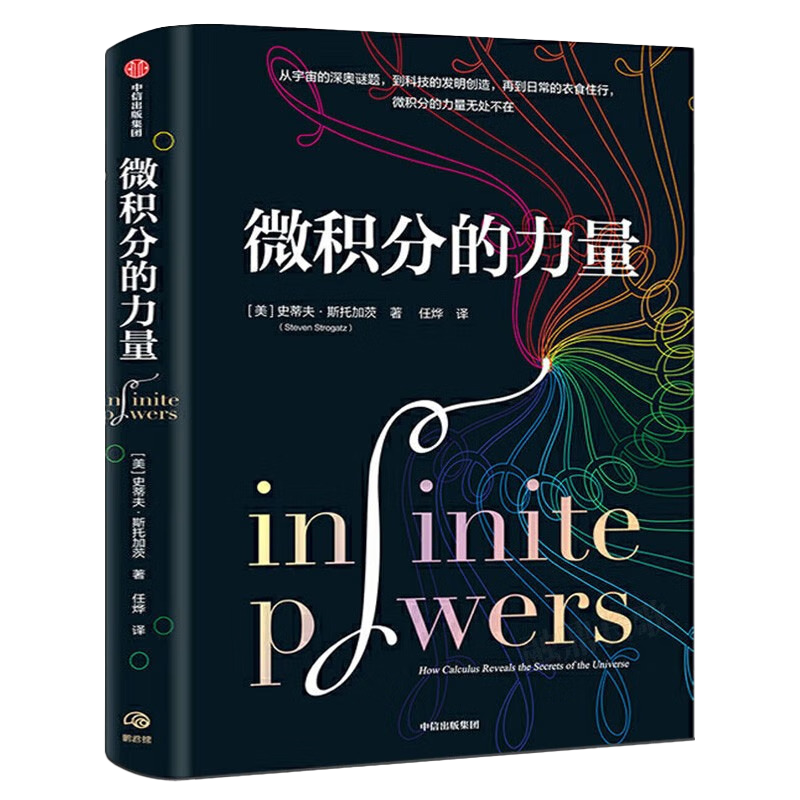 中信出版集团
微积分的力量
infinite
powers
[美]史蒂夫·斯托加茨 著 任烨 译
从宇宙的深奥谜题，到科技的发明创造，再到日常的衣食住行，
微积分的力量无处不在
微积分的力量
[美]史蒂夫·斯托加茨 著 任烨 译
(Steven Strogatz)
infinite
powers
How Calculus Reveals the Secrets of the Universe
中信出版集团